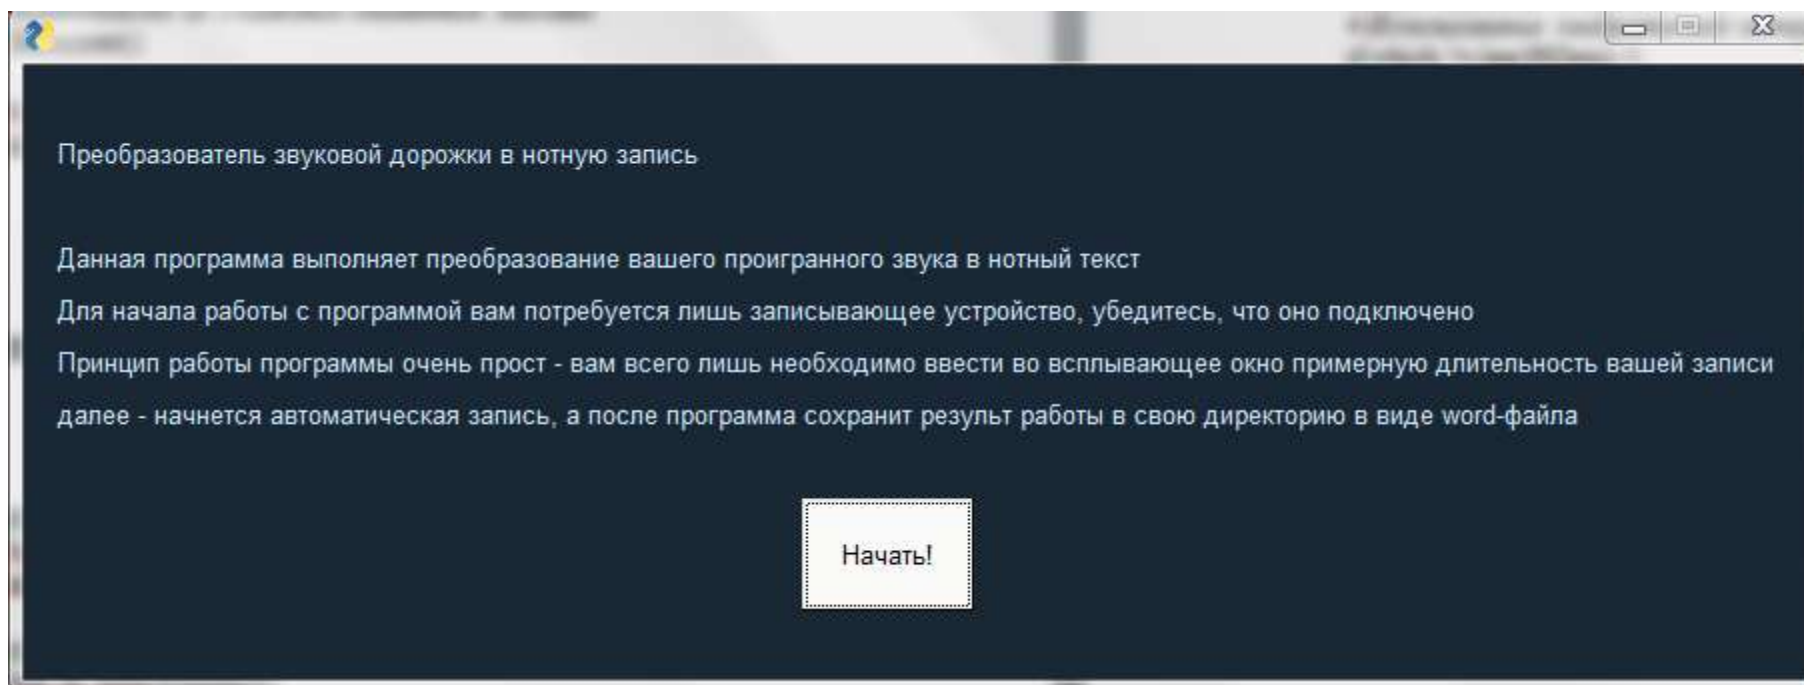 Преобразователь звуковой дорожки в нотную запись
Данная программа выполняет преобразование вашего проигранного звука в нотный текст
Для начала работы с программой вам потребуется лишь записывающее устройство, убедитесь, что оно подключено
Принцип работы программы очень прост - вам всего лишь необходимо ввести во всплывающее окно примерную длительность вашей записи
далее - начнется автоматическая запись, а после программа сохранит результ работы в свою директорию в виде word-файла
Начать!